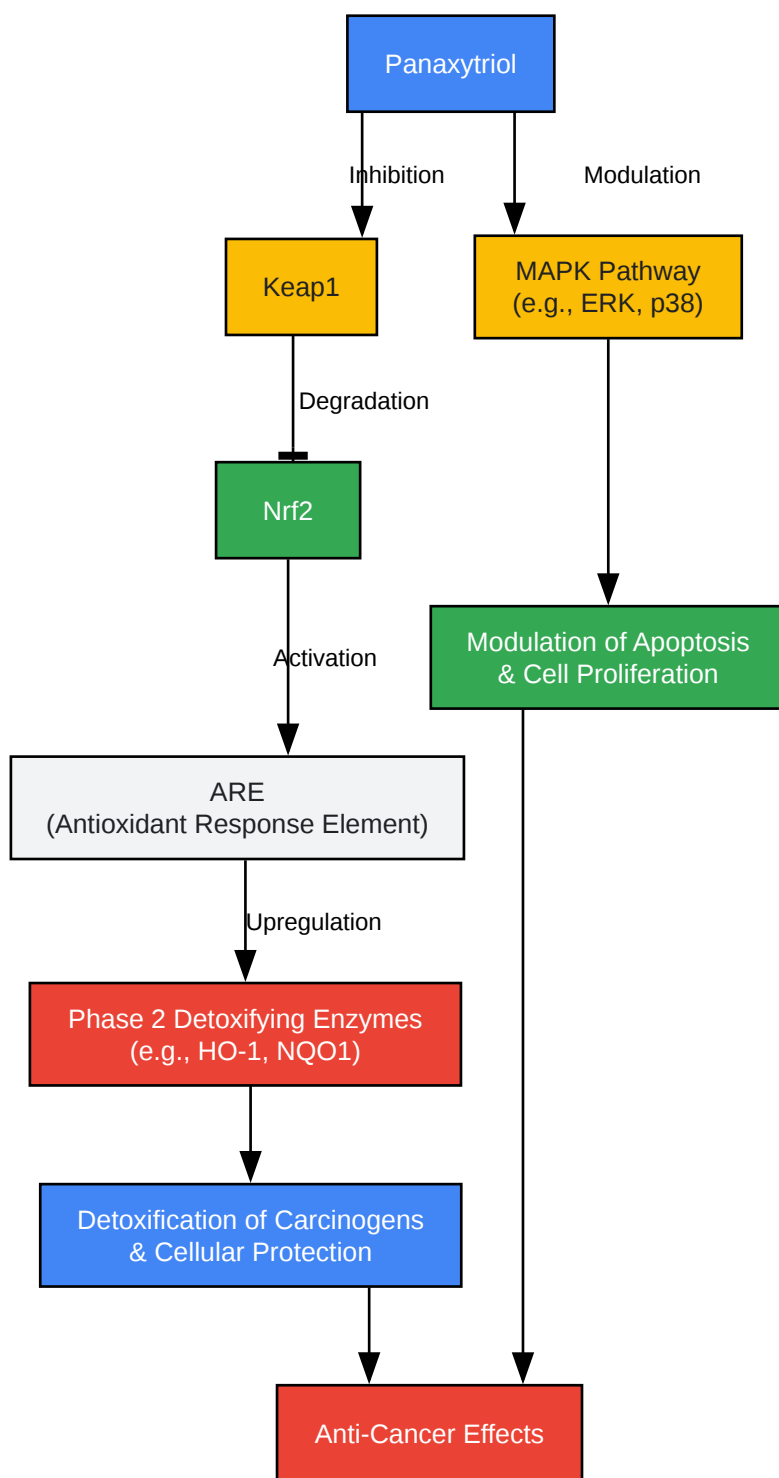 Panaxytriol
Inhibition
Modulation
Keap1
MAPK Pathway
(e.g., ERK, p38)
Degradation
Nrf2
Modulation of Apoptosis
& Cell Proliferation
Activation
ARE
(Antioxidant Response Element)
Upregulation
Phase 2 Detoxifying Enzymes
(e.g., HO-1, NQO1)
Detoxification of Carcinogens
& Cellular Protection
Anti-Cancer Effects